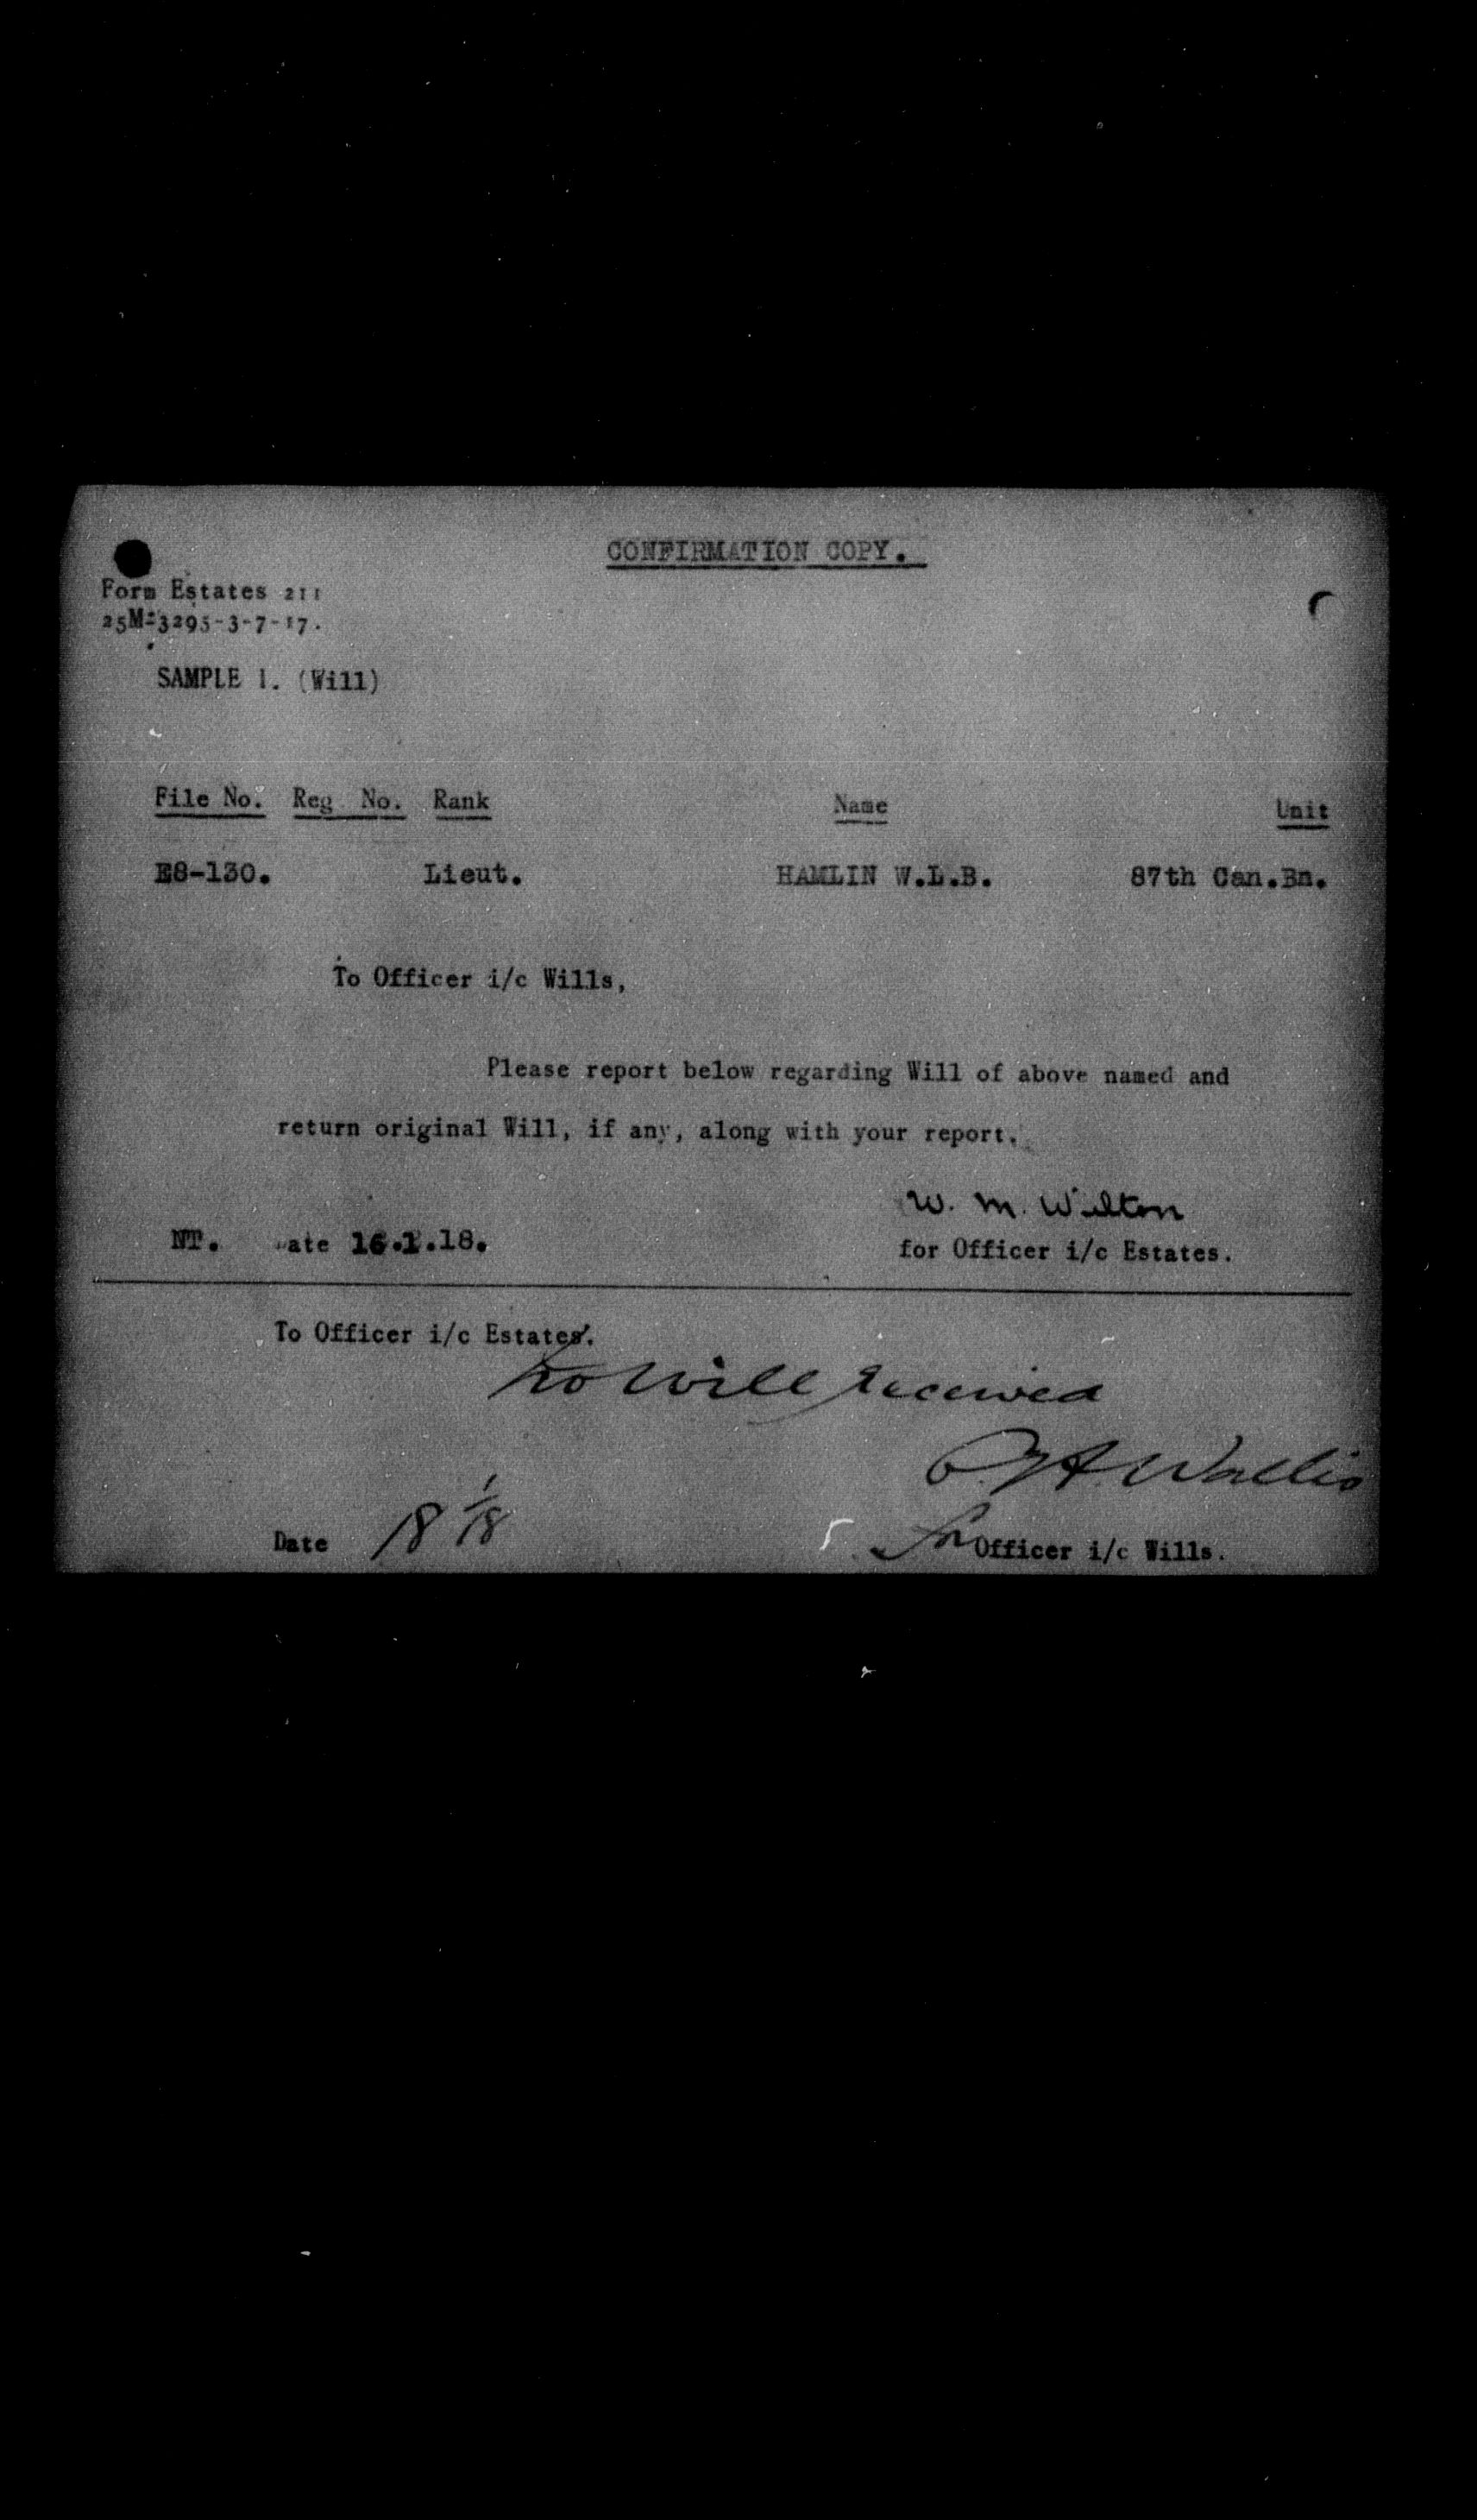 CONFIRMATION COPY.
Form Estates 211
25M-3295-3-7-17.
SAMPLE 1. (Will)
File No. Reg. No. Rank Name Unit
E8-130. Lieut. HAMLIN W.L.B. 87th Can.Bn.
To Officer i/c Wills,
Please report below regarding Will of above named and
return original Will, if any, along with your report.
W. M. Wilton
NT. Date 16.1.18. for Officer i/c Estates.
To Officer i/c Estates.
No Will received
Wallis
Date 18/1/18 for Officer i/c Wills.